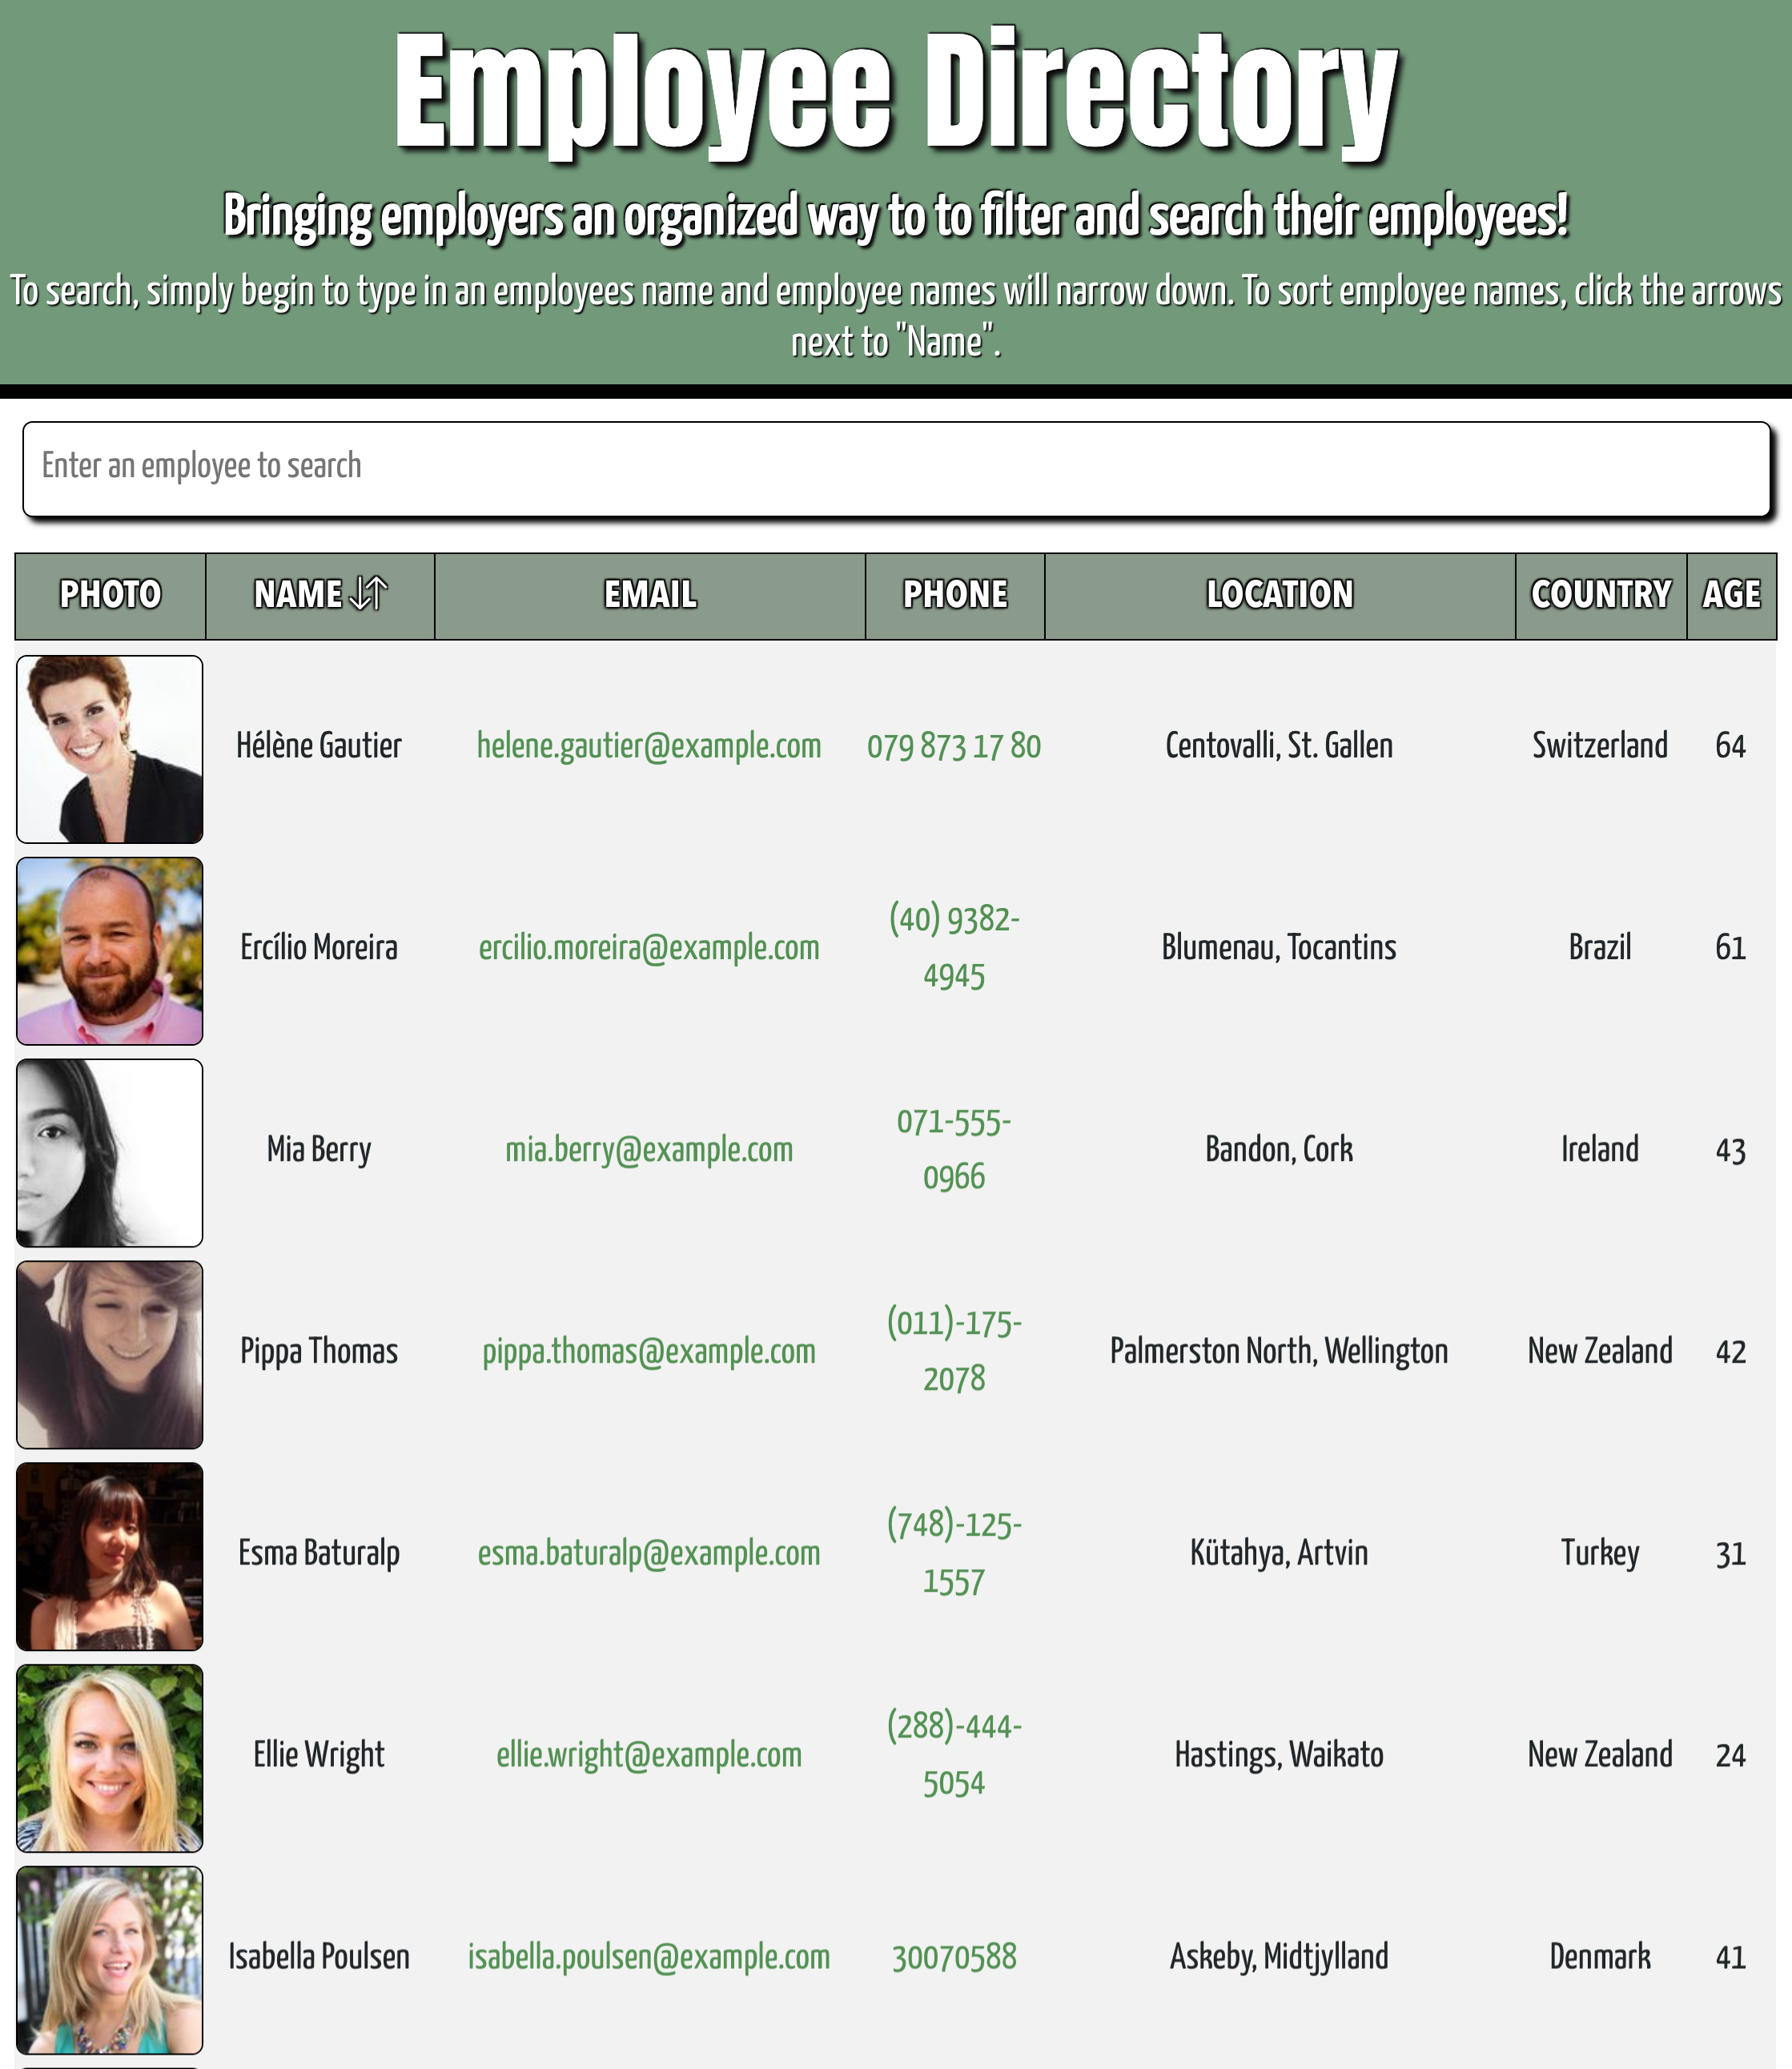 Employee Directory
Bringing employers an organized way to to filter and search their employees!
To search, simply begin to type in an employees name and employee names will narrow down. To sort employee names, click the arrows
next to "Name".
Enter an employee to search
PHOTO NAME EMAIL PHONE LOCATION COUNTRY AGE
Hélène Gautier helene.gautier@example.com 079 873 17 80 Centovalli, St. Gallen Switzerland 64
Ercílio Moreira ercilio.moreira@example.com (40) 9382-
4945 Blumenau, Tocantins Brazil 61
Mia Berry mia.berry@example.com 071-555-
0966 Bandon, Cork Ireland 43
Pippa Thomas pippa.thomas@example.com (011)-175-
2078 Palmerston North, Wellington New Zealand 42
Esma Baturalp esma.baturalp@example.com (748)-125-
1557 Kütahya, Artvin Turkey 31
Ellie Wright ellie.wright@example.com (288)-444-
5054 Hastings, Waikato New Zealand 24
Isabella Poulsen isabella.poulsen@example.com 30070588 Askeby, Midtjylland Denmark 41